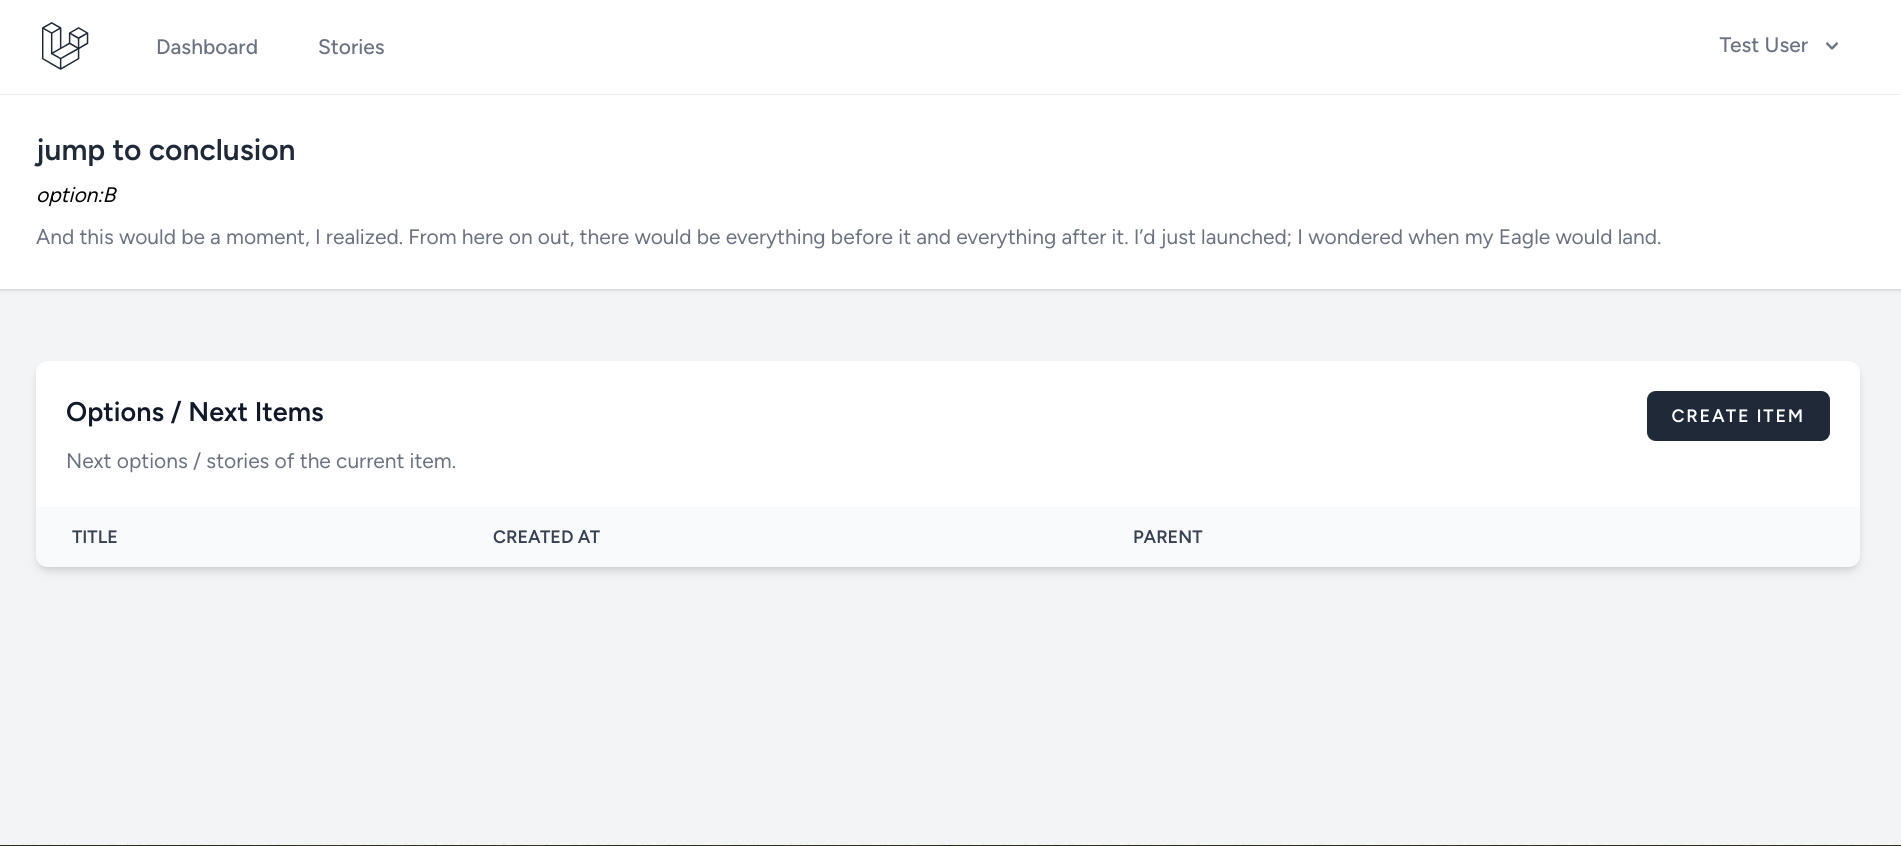 Dashboard Stories Test User
jump to conclusion
option:B
And this would be a moment, I realized. From here on out, there would be everything before it and everything after it. I’d just launched; I wondered when my Eagle would land.
Options / Next Items
CREATE ITEM
Next options / stories of the current item.
TITLE CREATED AT PARENT